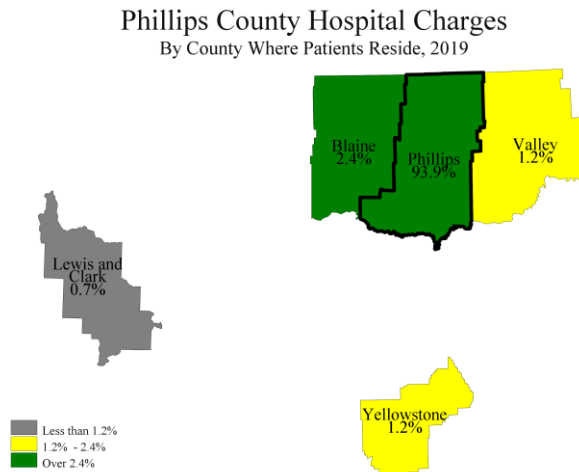 Phillips County Hospital Charges
By County Where Patients Reside, 2019
Blaine
2.4%
Phillips
93.9%
Valley
1.2%
Lewis and
Clark
0.7%
Yellowstone
1.2%
Less than 1.2%
1.2% - 2.4%
Over 2.4%